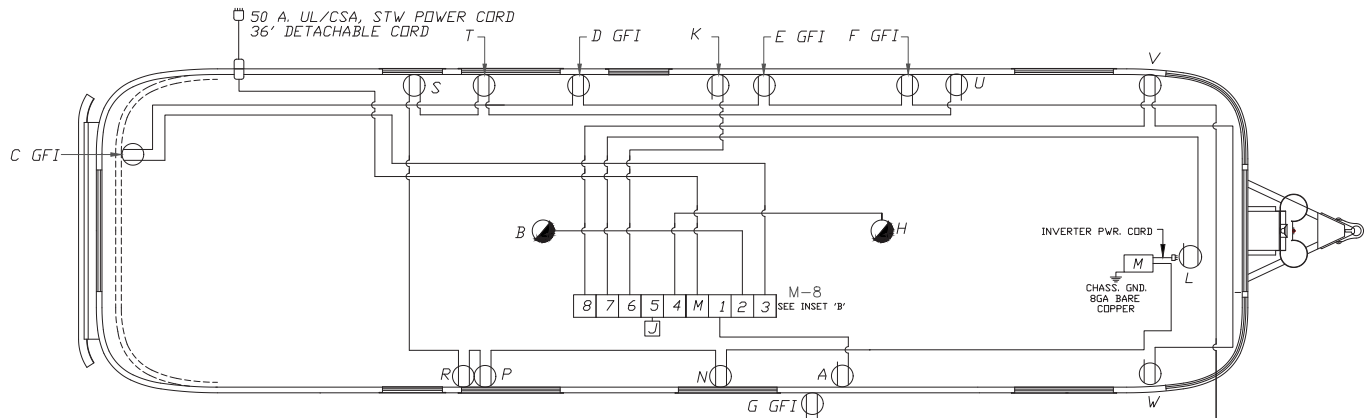 50 A. UL/CSA, STW POWER CORD
36' DETACHABLE CORD
T
D GFI
K
E GFI
F GFI
V
S
U
C GFI
B
H
INVERTER PWR. CORD
M
L
CHASS. GND.
8GA BARE
COPPER
8 7 6 5 4 M 1 2 3
M-8
SEE INSET 'B'
J
R
P
N
A
W
G GFI